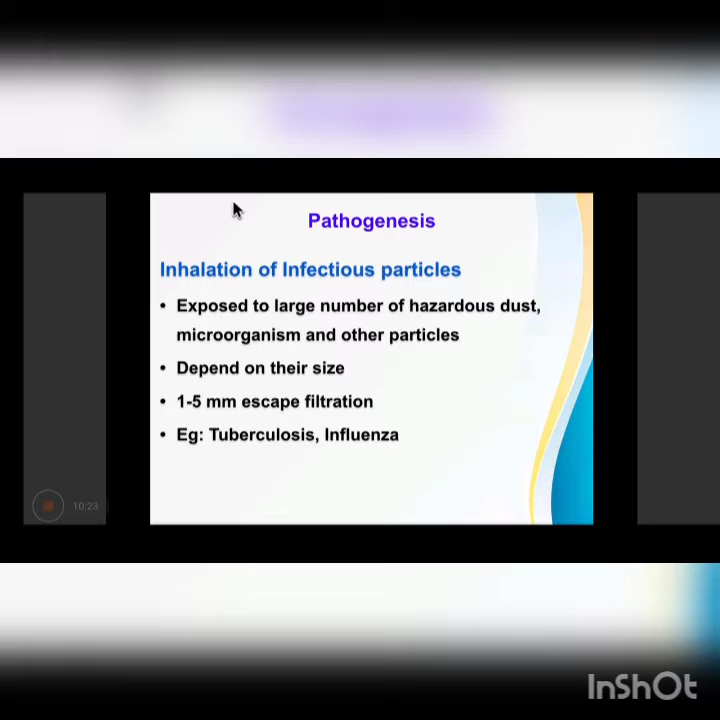 Pathogenesis
Inhalation of Infectious particles
• Exposed to large number of hazardous dust,
microorganism and other particles
• Depend on their size
• 1-5 mm escape filtration
• Eg: Tuberculosis, Influenza
10:23
InShOt